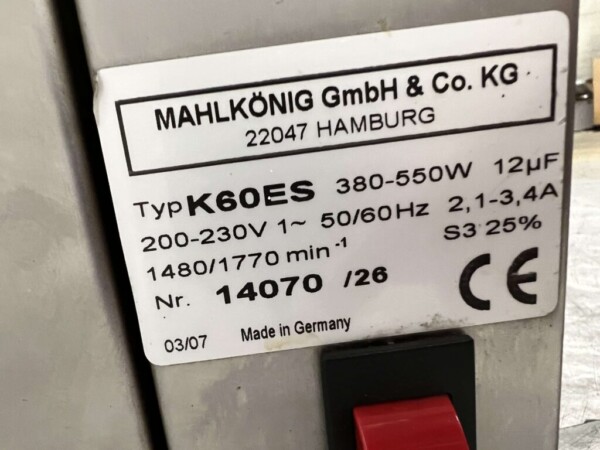 MAHLKÖNIG GmbH & Co. KG
22047 HAMBURG
Typ K60ES 380-550W 12µF
200-230V 1~ 50/60Hz 2,1-3,4A
1480/1770 min⁻¹ S3 25%
Nr. 14070 /26 CE
03/07 Made in Germany